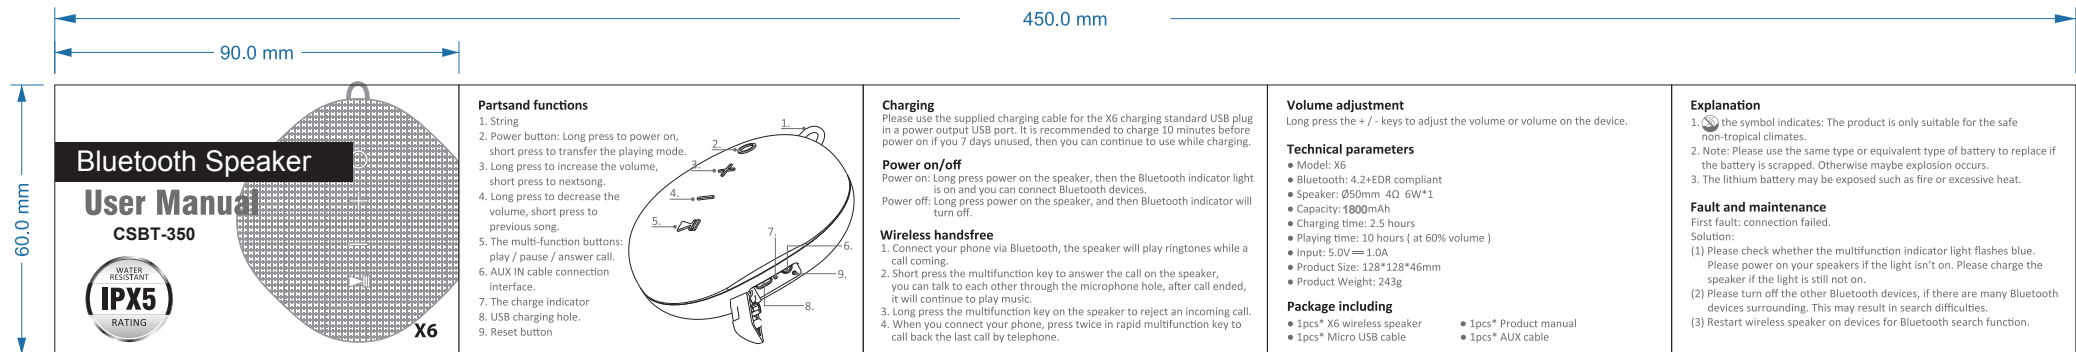 450.0 mm
90.0 mm
60.0 mm
Bluetooth Speaker
User Manual
CSBT-350
WATER
RESISTANT
IPX5
RATING
X6
Partsand functions
1. String
2. Power button: Long press to power on,
short press to transfer the playing mode.
3. Long press to increase the volume,
short press to nextsong.
4. Long press to decrease the
volume, short press to
previous song.
5. The multi-function buttons:
play / pause / answer call.
6. AUX IN cable connection
interface.
7. The charge indicator
8. USB charging hole.
9. Reset button
1.
2.
3.
4.
5.
7.
6.
9.
8.
Charging
Please use the supplied charging cable for the X6 charging standard USB plug
in a power output USB port. It is recommended to charge 10 minutes before
power on if you 7 days unused, then you can continue to use while charging.
Power on/off
Power on: Long press power on the speaker, then the Bluetooth indicator light
is on and you can connect Bluetooth devices.
Power off: Long press power on the speaker, and then Bluetooth indicator will
turn off.
Wireless handsfree
1. Connect your phone via Bluetooth, the speaker will play ringtones while a
call coming.
2. Short press the multifunction key to answer the call on the speaker,
you can talk to each other through the microphone hole, after call ended,
it will continue to play music.
3. Long press the multifunction key on the speaker to reject an incoming call.
4. When you connect your phone, press twice in rapid multifunction key to
call back the last call by telephone.
Volume adjustment
Long press the + / - keys to adjust the volume or volume on the device.
Technical parameters
● Model: X6
● Bluetooth: 4.2+EDR compliant
● Speaker: Ø50mm 4Ω 6W*1
● Capacity: 1800mAh
● Charging time: 2.5 hours
● Playing time: 10 hours ( at 60% volume )
● Input: 5.0V⎓1.0A
● Product Size: 128*128*46mm
● Product Weight: 243g
Package including
● 1pcs* X6 wireless speaker ● 1pcs* Product manual
● 1pcs* Micro USB cable ● 1pcs* AUX cable
Explanation
1. the symbol indicates: The product is only suitable for the safe
non-tropical climates.
2. Note: Please use the same type or equivalent type of battery to replace if
the battery is scrapped. Otherwise maybe explosion occurs.
3. The lithium battery may be exposed such as fire or excessive heat.
Fault and maintenance
First fault: connection failed.
Solution:
(1) Please check whether the multifunction indicator light flashes blue.
Please power on your speakers if the light isn't on. Please charge the
speaker if the light is still not on.
(2) Please turn off the other Bluetooth devices, if there are many Bluetooth
devices surrounding. This may result in search difficulties.
(3) Restart wireless speaker on devices for Bluetooth search function.